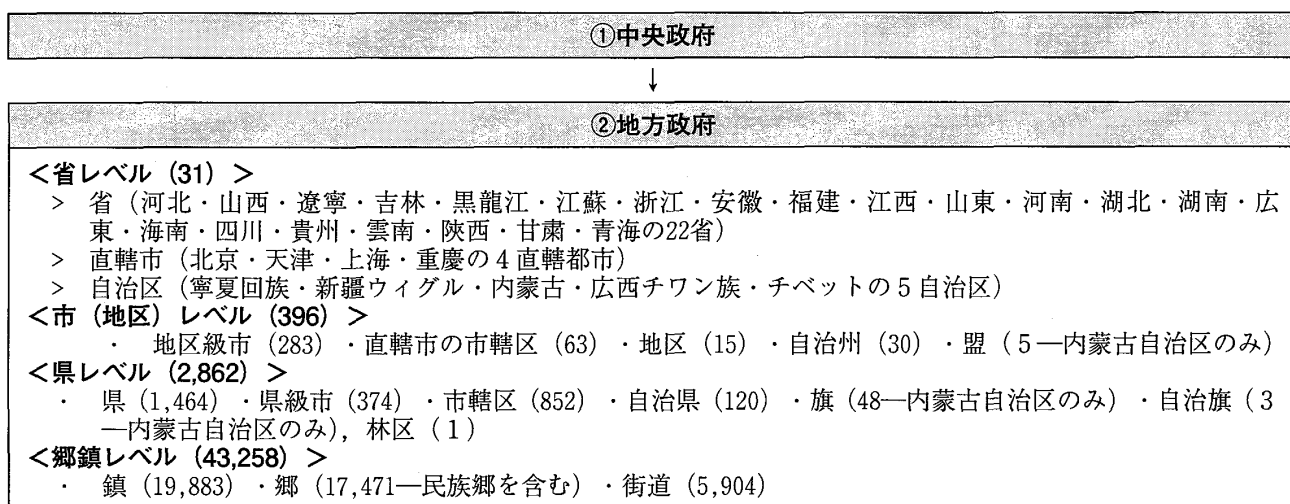 ①中央政府
↓
②地方政府
＜省レベル（31）＞
＞ 省（河北・山西・遼寧・吉林・黒龍江・江蘇・浙江・安徽・福建・江西・山東・河南・湖北・湖南・広
東・海南・四川・貴州・雲南・陝西・甘粛・青海の22省）
＞ 直轄市（北京・天津・上海・重慶の４直轄都市）
＞ 自治区（寧夏回族・新疆ウィグル・内蒙古・広西チワン族・チベットの５自治区）
＜市（地区）レベル（396）＞
・ 地区級市（283）・直轄市の市轄区（63）・地区（15）・自治州（30）・盟（５―内蒙古自治区のみ）
＜県レベル（2,862）＞
・ 県（1,464）・県級市（374）・市轄区（852）・自治県（120）・旗（48―内蒙古自治区のみ）・自治旗（３
―内蒙古自治区のみ），林区（１）
＜郷鎮レベル（43,258）＞
・ 鎮（19,883）・郷（17,471―民族郷を含む）・街道（5,904）